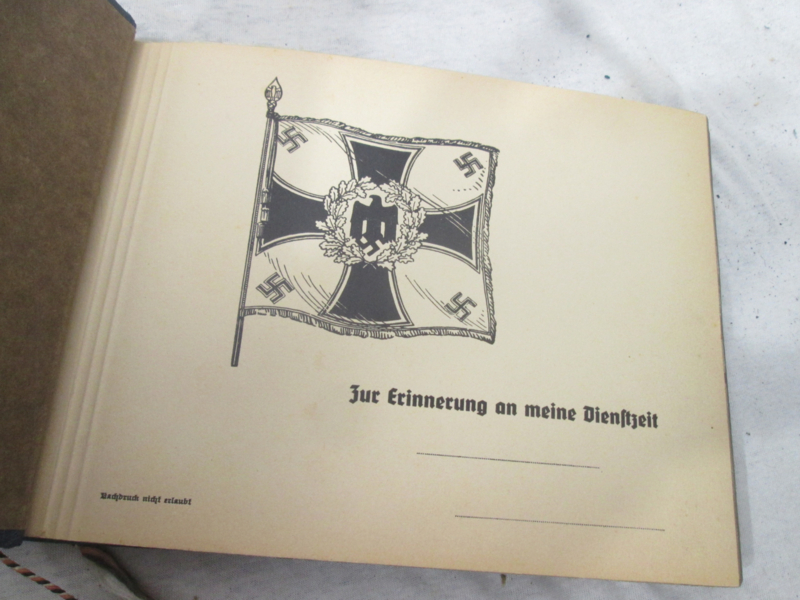 Zur Erinnerung an meine Dienstzeit
Nachdruck nicht erlaubt